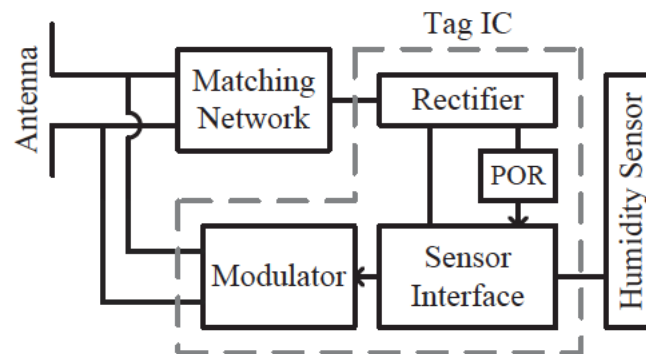 Tag IC
Antenna
Matching
Network
Rectifier
POR
Modulator
Sensor
Interface
Humidity Sensor